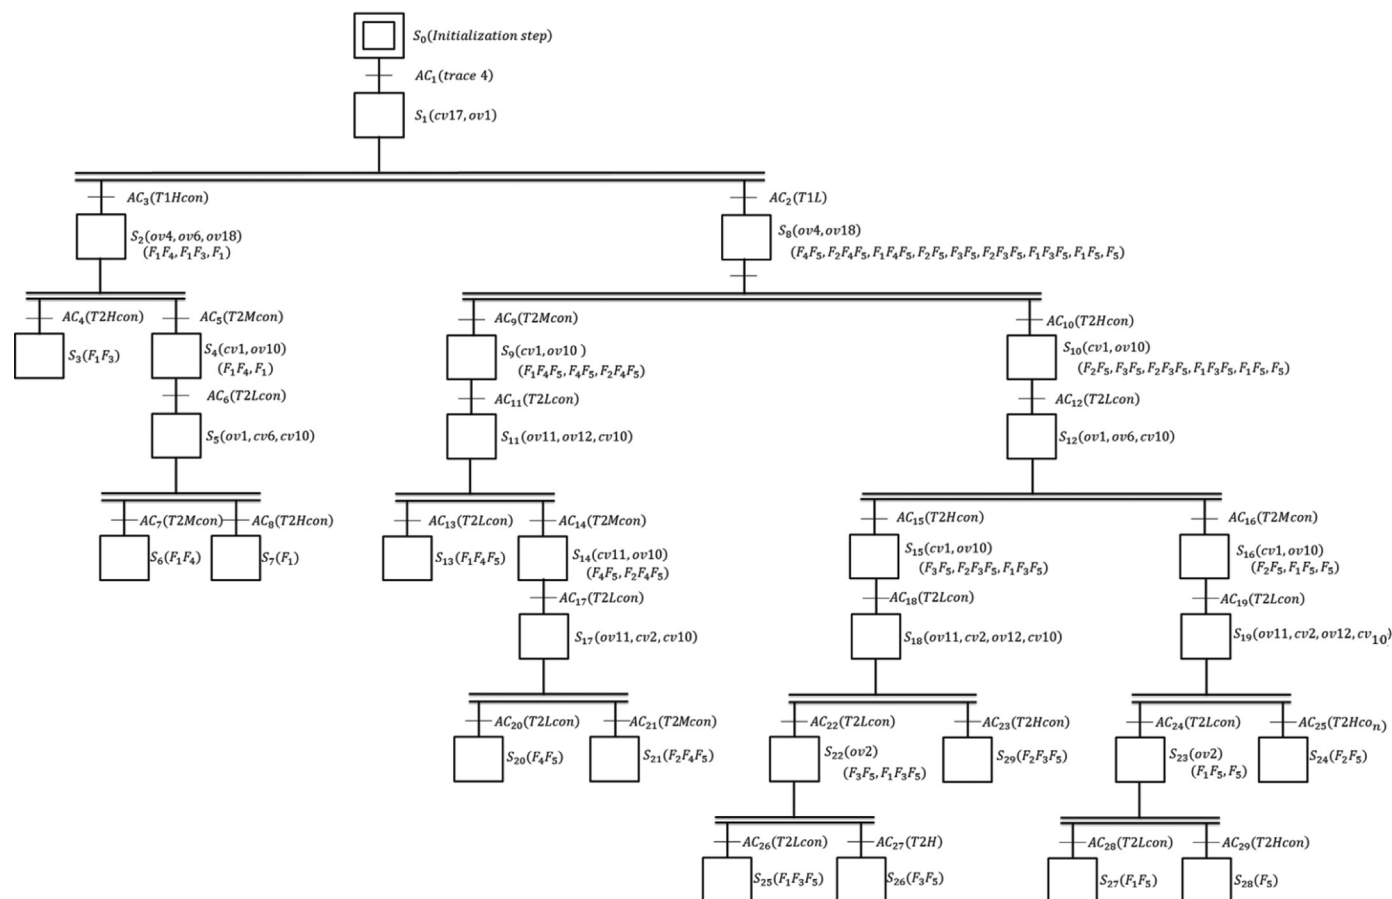 S₀(Initialization step)
AC₁(trace 4)
S₁(cv17, ov1)
AC₃(T1Hcon)
AC₂(T1L)
S₂(ov4, ov6, ov18)
(F₁F₄, F₁F₃, F₁)
S₈(ov4, ov18)
(F₄F₅, F₂F₄F₅, F₁F₄F₅, F₂F₅, F₃F₅, F₂F₃F₅, F₁F₃F₅, F₁F₅, F₅)
AC₄(T2Hcon)
AC₅(T2Mcon)
AC₉(T2Mcon)
AC₁₀(T2Hcon)
S₃(F₁F₃)
S₄(cv1, ov10)
(F₁F₄, F₁)
S₉(cv1, ov10 )
(F₁F₄F₅, F₄F₅, F₂F₄F₅)
S₁₀(cv1, ov10)
(F₂F₅, F₃F₅, F₂F₃F₅, F₁F₃F₅, F₁F₅, F₅)
AC₆(T2Lcon)
AC₁₁(T2Lcon)
AC₁₂(T2Lcon)
S₅(ov1, cv6, cv10)
S₁₁(ov11, ov12, cv10)
S₁₂(ov1, ov6, cv10)
AC₇(T2Mcon)
AC₈(T2Hcon)
AC₁₃(T2Lcon)
AC₁₄(T2Mcon)
AC₁₅(T2Hcon)
AC₁₆(T2Mcon)
S₆(F₁F₄)
S₇(F₁)
S₁₃(F₁F₄F₅)
S₁₄(cv11, ov10)
(F₄F₅, F₂F₄F₅)
S₁₅(cv1, ov10)
(F₃F₅, F₂F₃F₅, F₁F₃F₅)
S₁₆(cv1, ov10)
(F₂F₅, F₁F₅, F₅)
AC₁₇(T2Lcon)
AC₁₈(T2Lcon)
AC₁₉(T2Lcon)
S₁₇(ov11, cv2, cv10)
S₁₈(ov11, cv2, ov12, cv10)
S₁₉(ov11, cv2, ov12, cv₁₀)
AC₂₀(T2Lcon)
AC₂₁(T2Mcon)
AC₂₂(T2Lcon)
AC₂₃(T2Hcon)
AC₂₄(T2Lcon)
AC₂₅(T2Hcoₙ)
S₂₀(F₄F₅)
S₂₁(F₂F₄F₅)
S₂₂(ov2)
(F₃F₅, F₁F₃F₅)
S₂₉(F₂F₃F₅)
S₂₃(ov2)
(F₁F₅, F₅)
S₂₄(F₂F₅)
AC₂₆(T2Lcon)
AC₂₇(T2H)
AC₂₈(T2Lcon)
AC₂₉(T2Hcon)
S₂₅(F₁F₃F₅)
S₂₆(F₃F₅)
S₂₇(F₁F₅)
S₂₈(F₅)